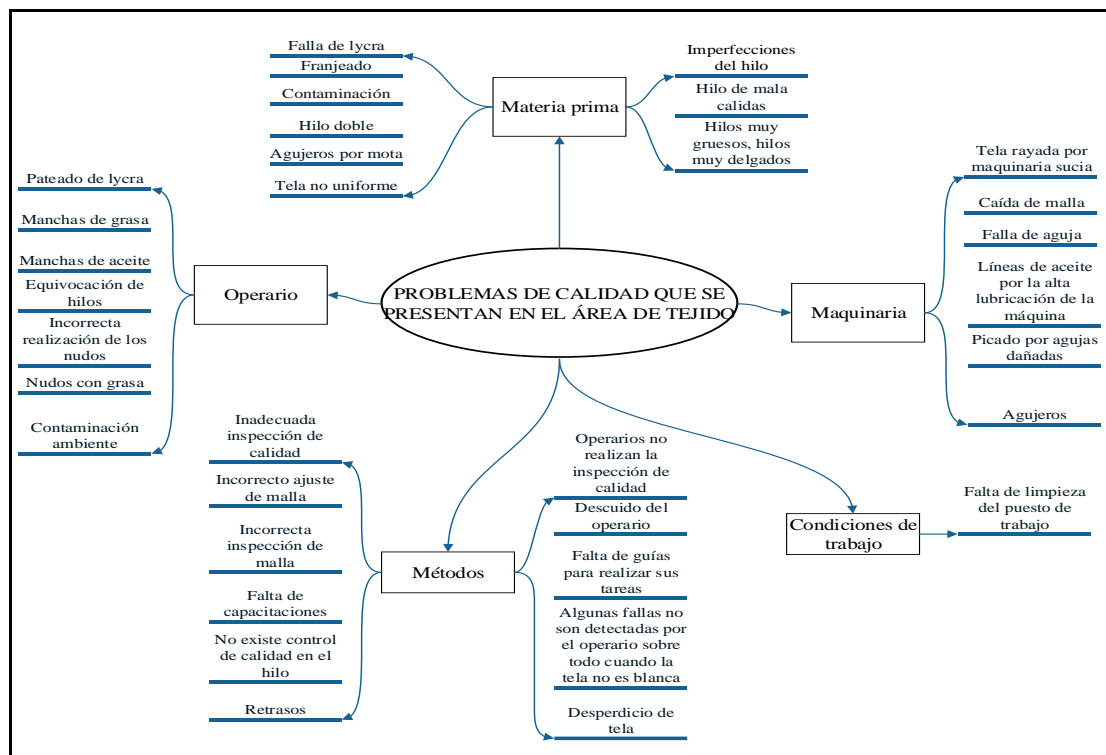 Falla de lycra
Franjeado
Contaminación
Hilo doble
Agujeros por mota
Tela no uniforme
Materia prima
Imperfecciones
del hilo
Hilo de mala
calidas
Hilos muy
gruesos, hilos
muy delgados
Pateado de lycra
Manchas de grasa
Manchas de aceite
Equivocación de
hilos
Incorrecta
realización de los
nudos
Nudos con grasa
Contaminación
ambiente
Operario
PROBLEMAS DE CALIDAD QUE SE
PRESENTAN EN EL ÁREA DE TEJIDO
Maquinaria
Tela rayada por
maquinaria sucia
Caída de malla
Falla de aguja
Líneas de aceite
por la alta
lubricación de la
máquina
Picado por agujas
dañadas
Agujeros
Inadecuada
inspección de
calidad
Incorrecto ajuste
de malla
Incorrecta
inspección de
malla
Falta de
capacitaciones
No existe control
de calidad en el
hilo
Retrasos
Métodos
Operarios no
realizan la
inspección de
calidad
Descuido del
operario
Falta de guías
para realizar sus
tareas
Algunas fallas no
son detectadas por
el operario sobre
todo cuando la
tela no es blanca
Desperdicio de
tela
Condiciones de
trabajo
Falta de limpieza
del puesto de
trabajo